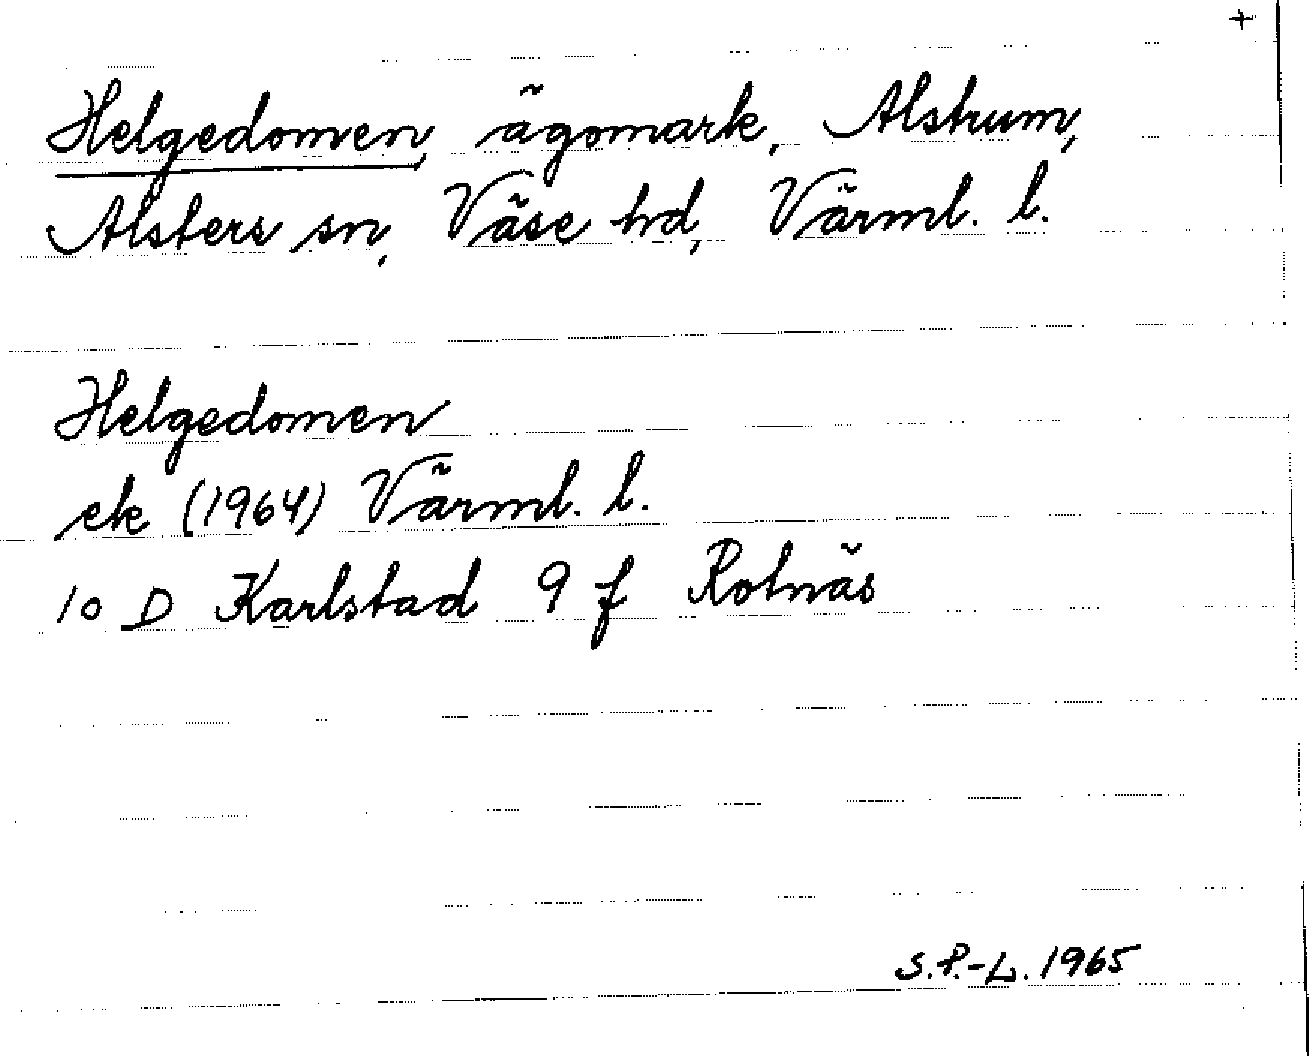 +
Helgedomen, ägomark, Alstrum,
Alsters sn, Väse hd, Värml. l.
Helgedomen
ek (1964) Värml. l.
10 D Karlstad 9 f Rotnäs
S.P.-L. 1965